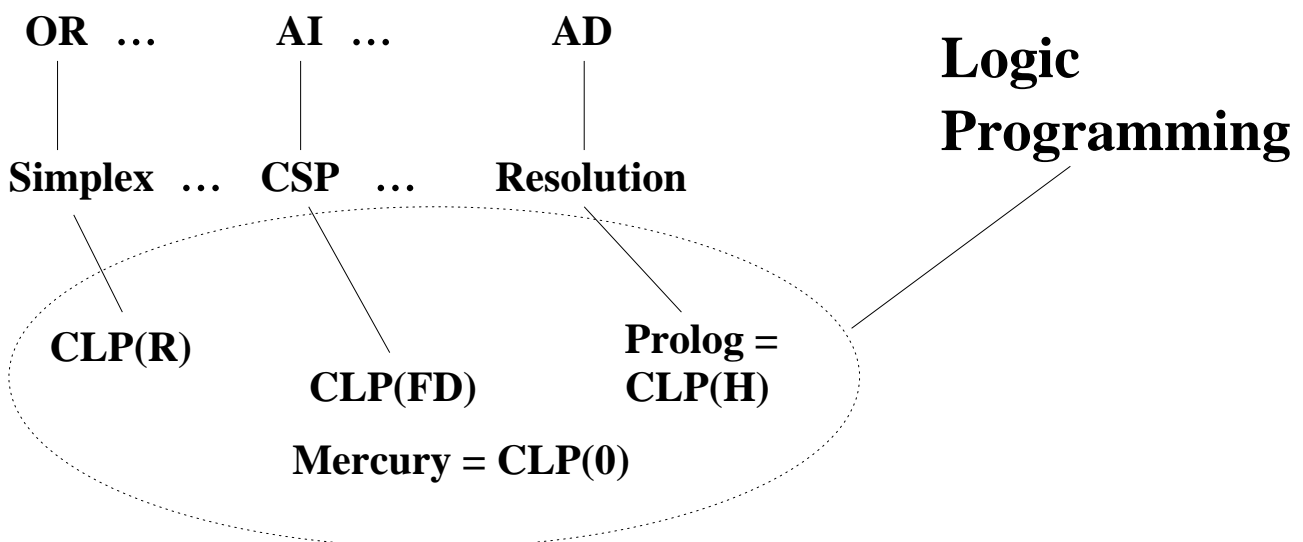 OR … AI … AD
Logic
Programming
Simplex … CSP … Resolution
CLP(R)
Prolog =
CLP(H)
CLP(FD)
Mercury = CLP(0)